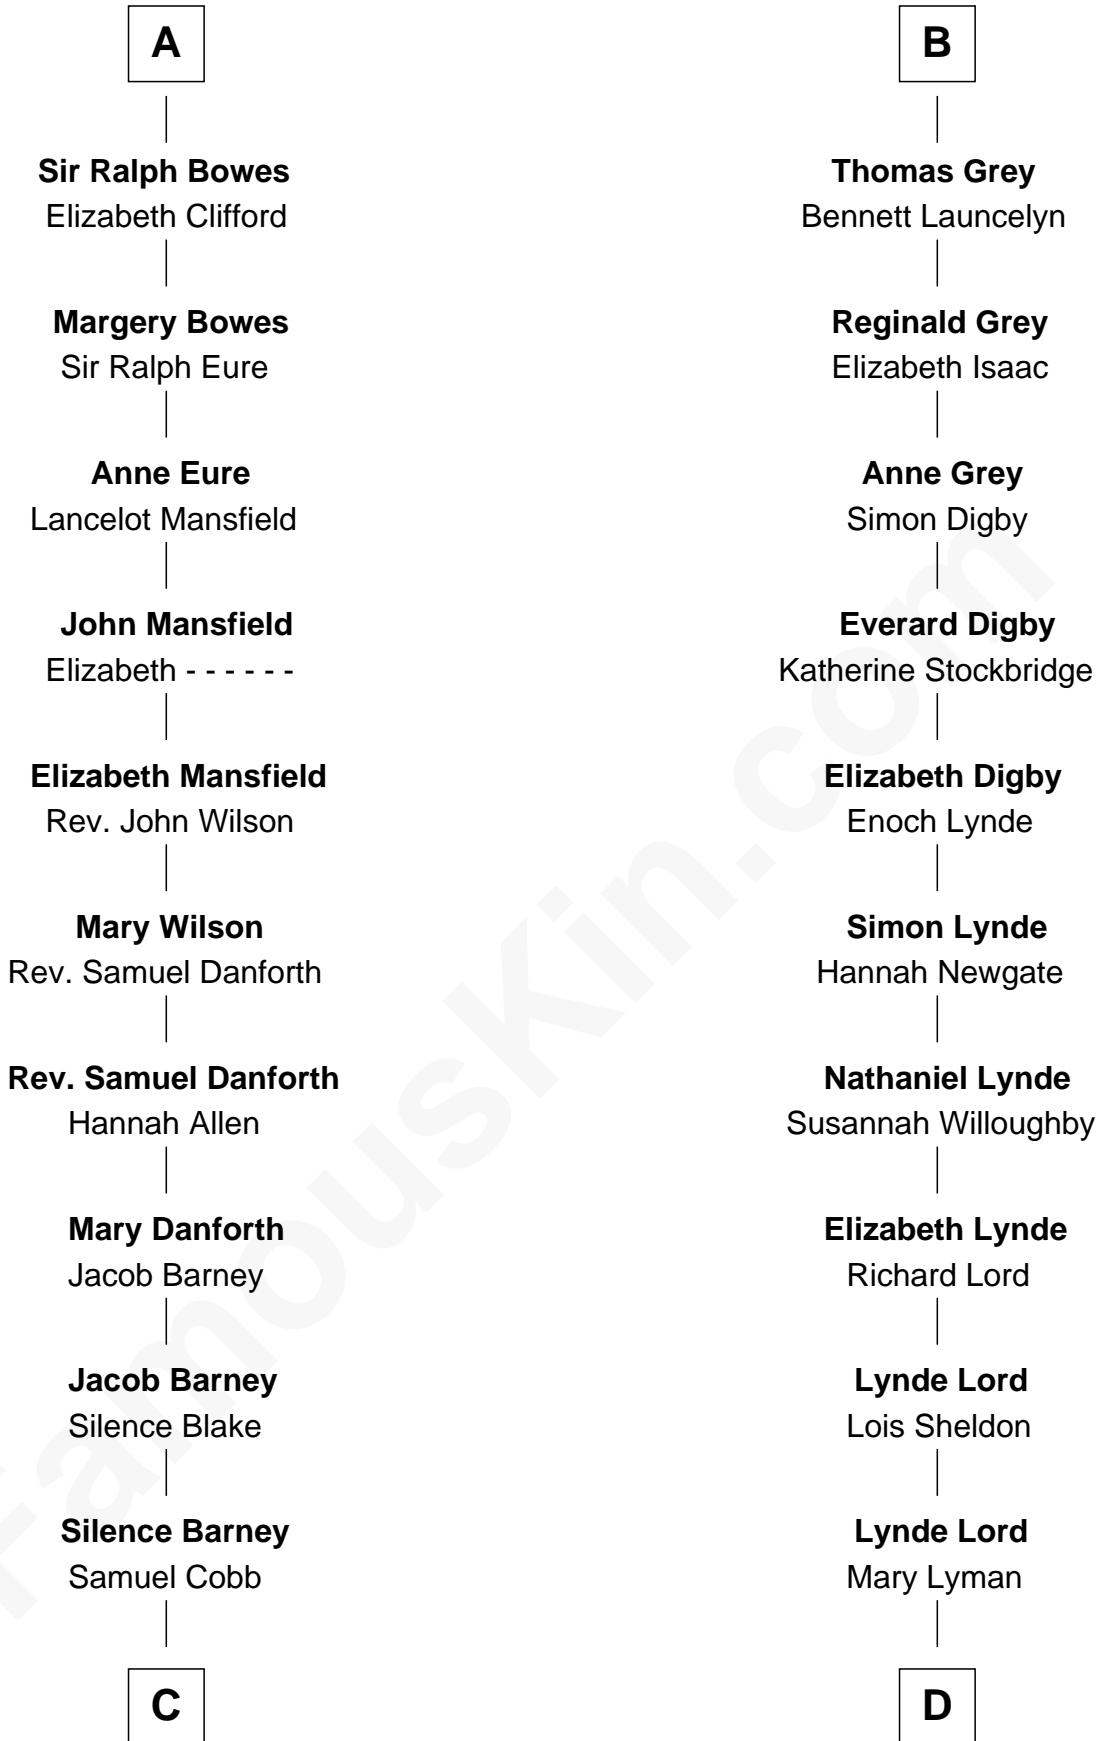 A
Sir Ralph Bowes
Elizabeth Clifford
Margery Bowes
Sir Ralph Eure
Anne Eure
Lancelot Mansfield
John Mansfield
Elizabeth - - - - - -
Elizabeth Mansfield
Rev. John Wilson
Mary Wilson
Rev. Samuel Danforth
Rev. Samuel Danforth
Hannah Allen
Mary Danforth
Jacob Barney
Jacob Barney
Silence Blake
Silence Barney
Samuel Cobb
C
B
Thomas Grey
Bennett Launcelyn
Reginald Grey
Elizabeth Isaac
Anne Grey
Simon Digby
Everard Digby
Katherine Stockbridge
Elizabeth Digby
Enoch Lynde
Simon Lynde
Hannah Newgate
Nathaniel Lynde
Susannah Willoughby
Elizabeth Lynde
Richard Lord
Lynde Lord
Lois Sheldon
Lynde Lord
Mary Lyman
D
FamousKin.com